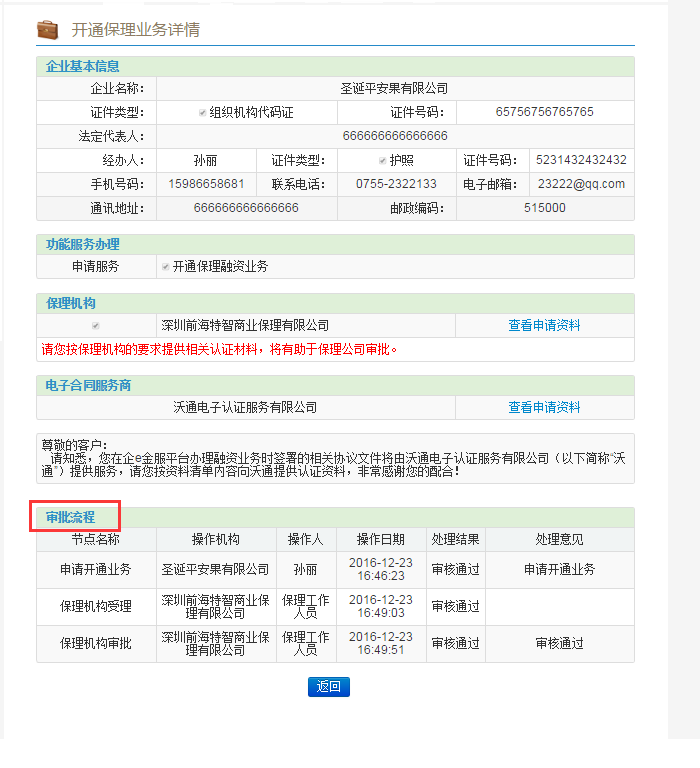 开通保理业务详情
企业基本信息
企业名称： 圣诞平安果有限公司
证件类型： 组织机构代码证 证件号码： 65756756765765
法定代表人： 666666666666666
经办人： 孙丽 证件类型： 护照 证件号码： 5231432432432
手机号码： 15986658681 联系电话： 0755-2322133 电子邮箱： 23222@qq.com
通讯地址： 666666666666666 邮政编码： 515000
功能服务办理
申请服务 开通保理融资业务
保理机构
深圳前海特智商业保理有限公司 查看申请资料
请您按保理机构的要求提供相关认证材料，将有助于保理公司审批。
电子合同服务商
沃通电子认证服务有限公司 查看申请资料
尊敬的客户：
请知悉，您在企e金服平台办理融资业务时签署的相关协议文件将由沃通电子认证服务有限公司（以下简称“沃
通”）提供服务，请您按资料清单内容向沃通提供认证资料，非常感谢您的配合！
审批流程
节点名称 操作机构 操作人 操作日期 处理结果 处理意见
申请开通业务 圣诞平安果有限公司 孙丽 2016-12-23 16:46:23 审核通过 申请开通业务
保理机构受理 深圳前海特智商业保理有限公司 保理工作人员 2016-12-23 16:49:03 审核通过
保理机构审批 深圳前海特智商业保理有限公司 保理工作人员 2016-12-23 16:49:51 审核通过 审核通过
返回